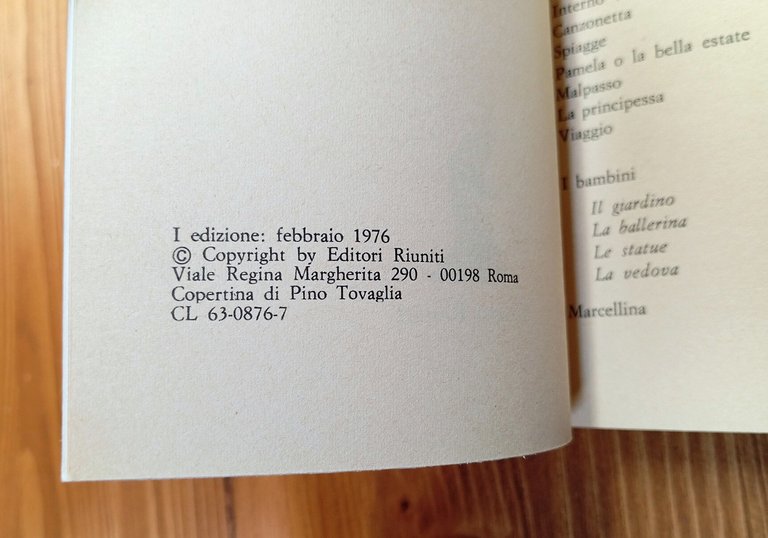 I edizione: febbraio 1976
© Copyright by Editori Riuniti
Viale Regina Margherita 290 - 00198 Roma
Copertina di Pino Tovaglia
CL 63-0876-7
Interno
Canzonetta
Spiagge
Pamela o la bella estate
Malpasso
La principessa
Viaggio
I bambini
Il giardino
La ballerina
Le statue
La vedova
Marcellina